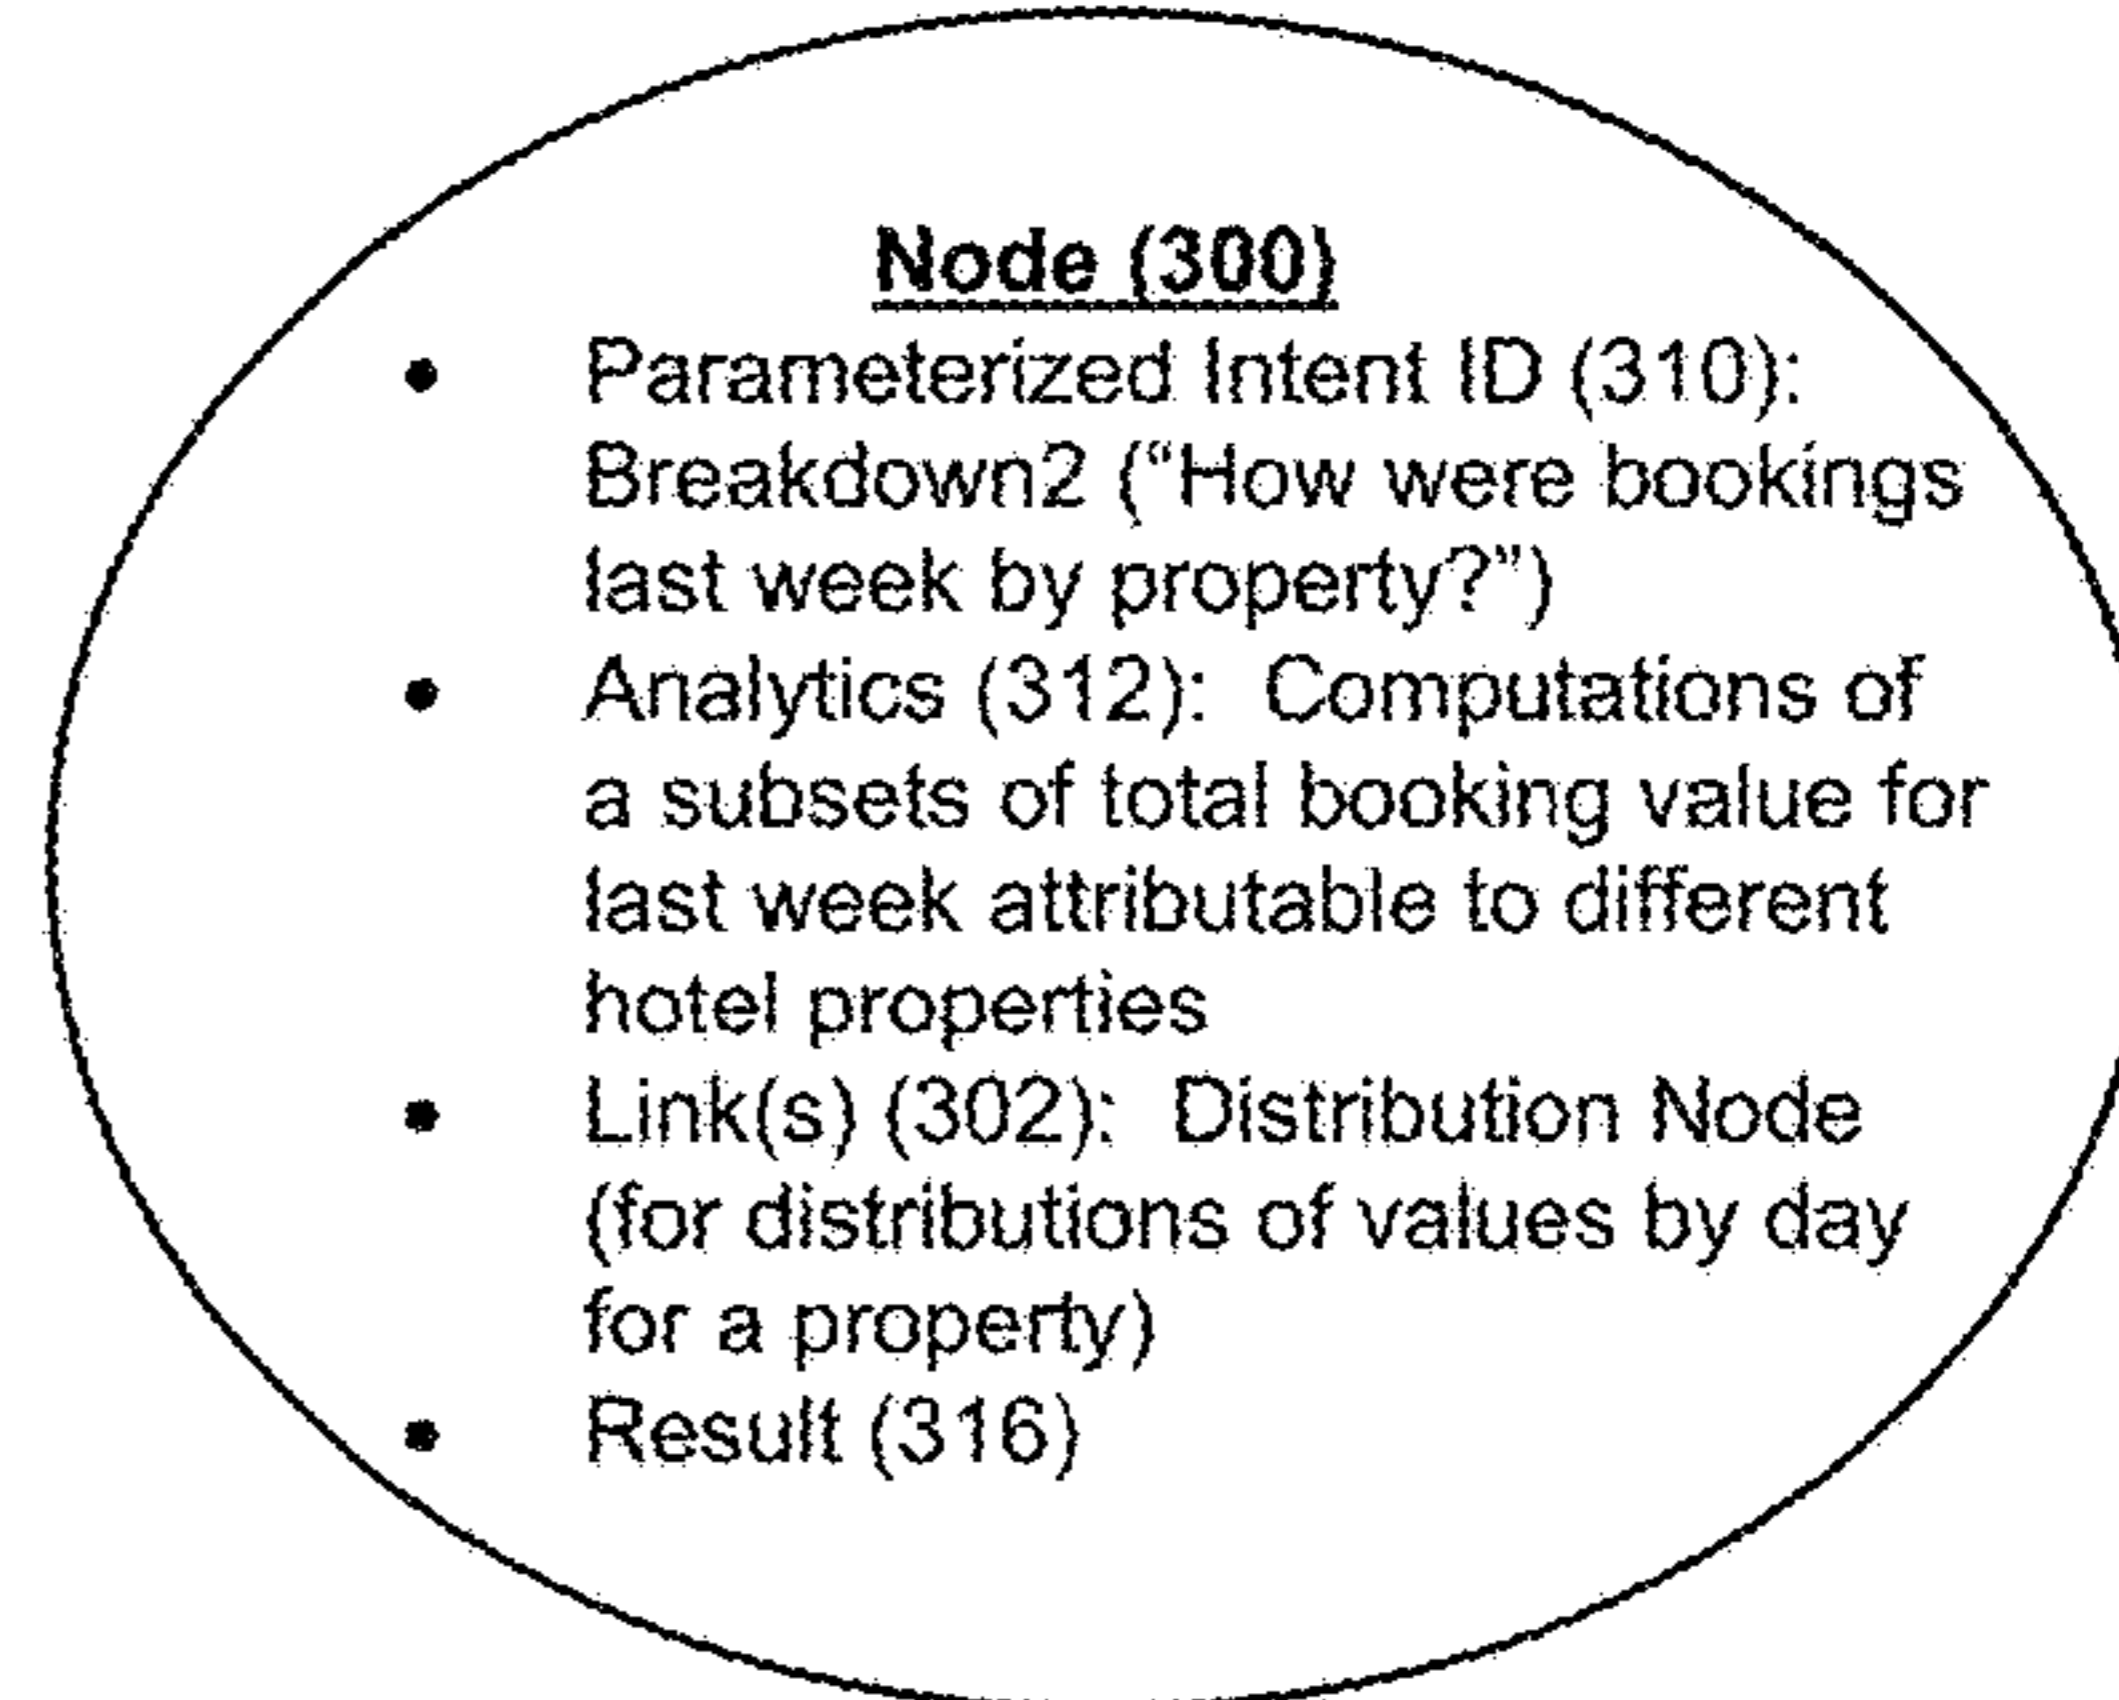 Node (300)
• Parameterized Intent ID (310):
Breakdown2 (“How were bookings
last week by property?”)
• Analytics (312): Computations of
a subsets of total booking value for
last week attributable to different
hotel properties
• Link(s) (302): Distribution Node
(for distributions of values by day
for a property)
• Result (316)